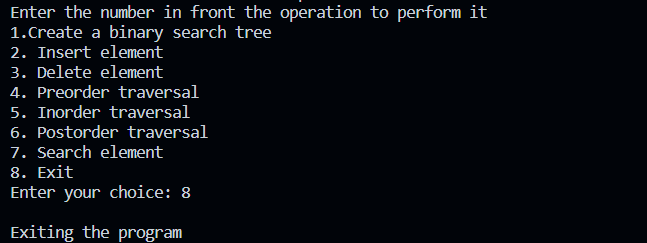 Enter the number in front the operation to perform it
1.Create a binary search tree
2. Insert element
3. Delete element
4. Preorder traversal
5. Inorder traversal
6. Postorder traversal
7. Search element
8. Exit
Enter your choice: 8
Exiting the program